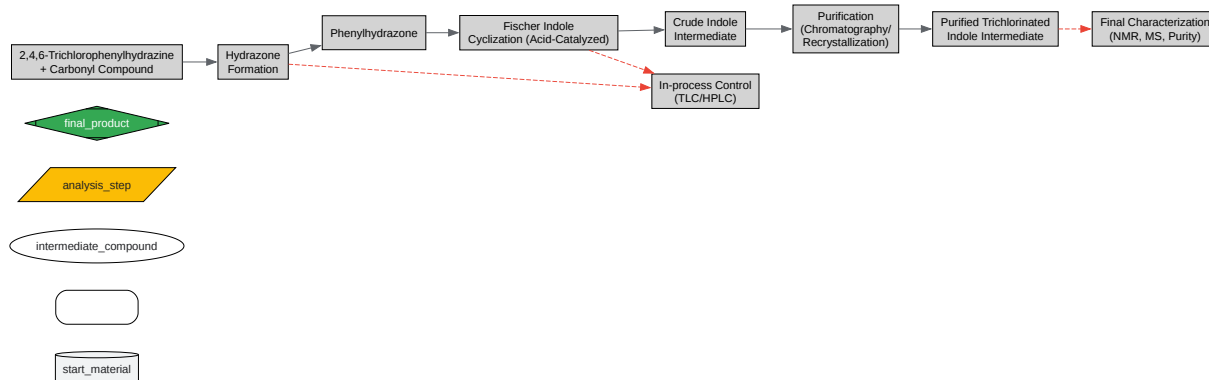 2,4,6-Trichlorophenylhydrazine
+ Carbonyl Compound
Hydrazone
Formation
Phenylhydrazone
Fischer Indole
Cyclization (Acid-Catalyzed)
Crude Indole
Intermediate
Purification
(Chromatography/
Recrystallization)
Purified Trichlorinated
Indole Intermediate
Final Characterization
(NMR, MS, Purity)
In-process Control
(TLC/HPLC)
final_product
analysis_step
intermediate_compound
start_material